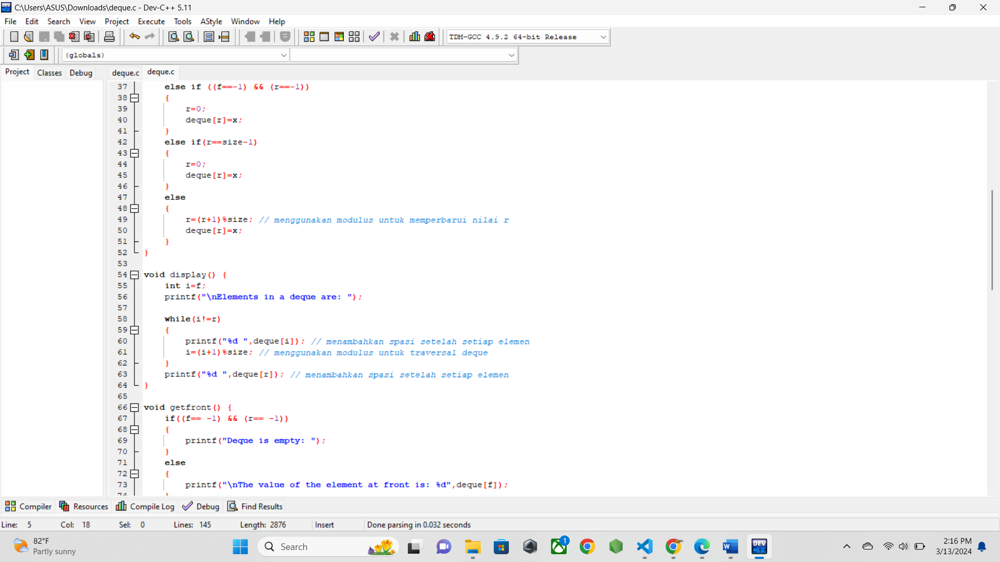 C:\Users\ASUS\Downloads\deque.c - Dev-C++ 5.11
File Edit Search View Project Execute Tools AStyle Window Help
TDM-GCC 4.9.2 64-bit Release
(globals)
Project Classes Debug deque.c deque.c
37 else if ((f==-1) && (r==-1))
38 {
39 r=0;
40 deque[r]=x;
41 }
42 else if(r==size-1)
43 {
44 r=0;
45 deque[r]=x;
46 }
47 else
48 {
49 r=(r+1)%size; // menggunakan modulus untuk memperbarui nilai r
50 deque[r]=x;
51 }
52 }
53
54 void display() {
55 int i=f;
56 printf("\nElements in a deque are: ");
57
58 while(i!=r)
59 {
60 printf("%d ",deque[i]); // menambahkan spasi setelah setiap elemen
61 i=(i+1)%size; // menggunakan modulus untuk traversal deque
62 }
63 printf("%d ",deque[r]); // menambahkan spasi setelah setiap elemen
64 }
65
66 void getfront() {
67 if((f== -1) && (r== -1))
68 {
69 printf("Deque is empty: ");
70 }
71 else
72 {
73 printf("\nThe value of the element at front is: %d",deque[f]);
74 }
Compiler Resources Compile Log Debug Find Results
Line: 5 Col: 18 Sel: 0 Lines: 145 Length: 2876 Insert Done parsing in 0.032 seconds
82°F
Partly sunny
Search
1
DEV C++
2:16 PM
3/13/2024